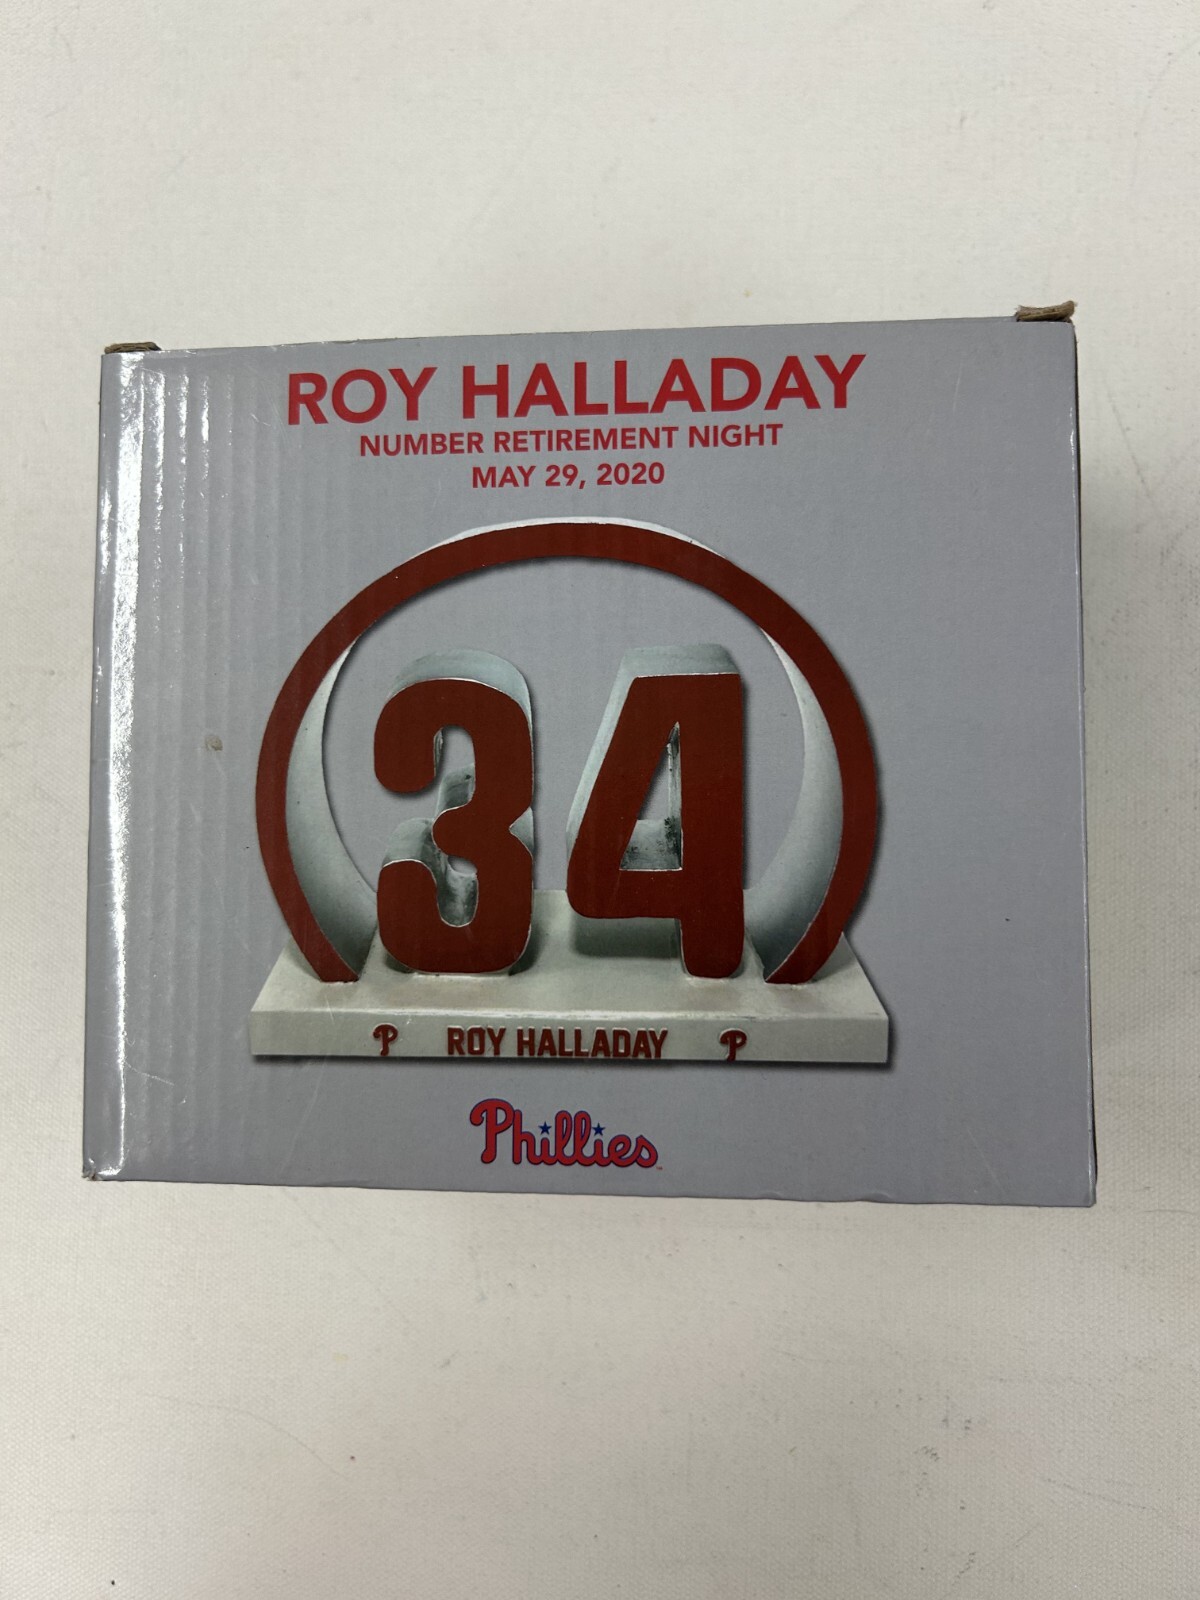 ROY HALLADAY
NUMBER RETIREMENT NIGHT
MAY 29, 2020
34
P ROY HALLADAY P
Phillies